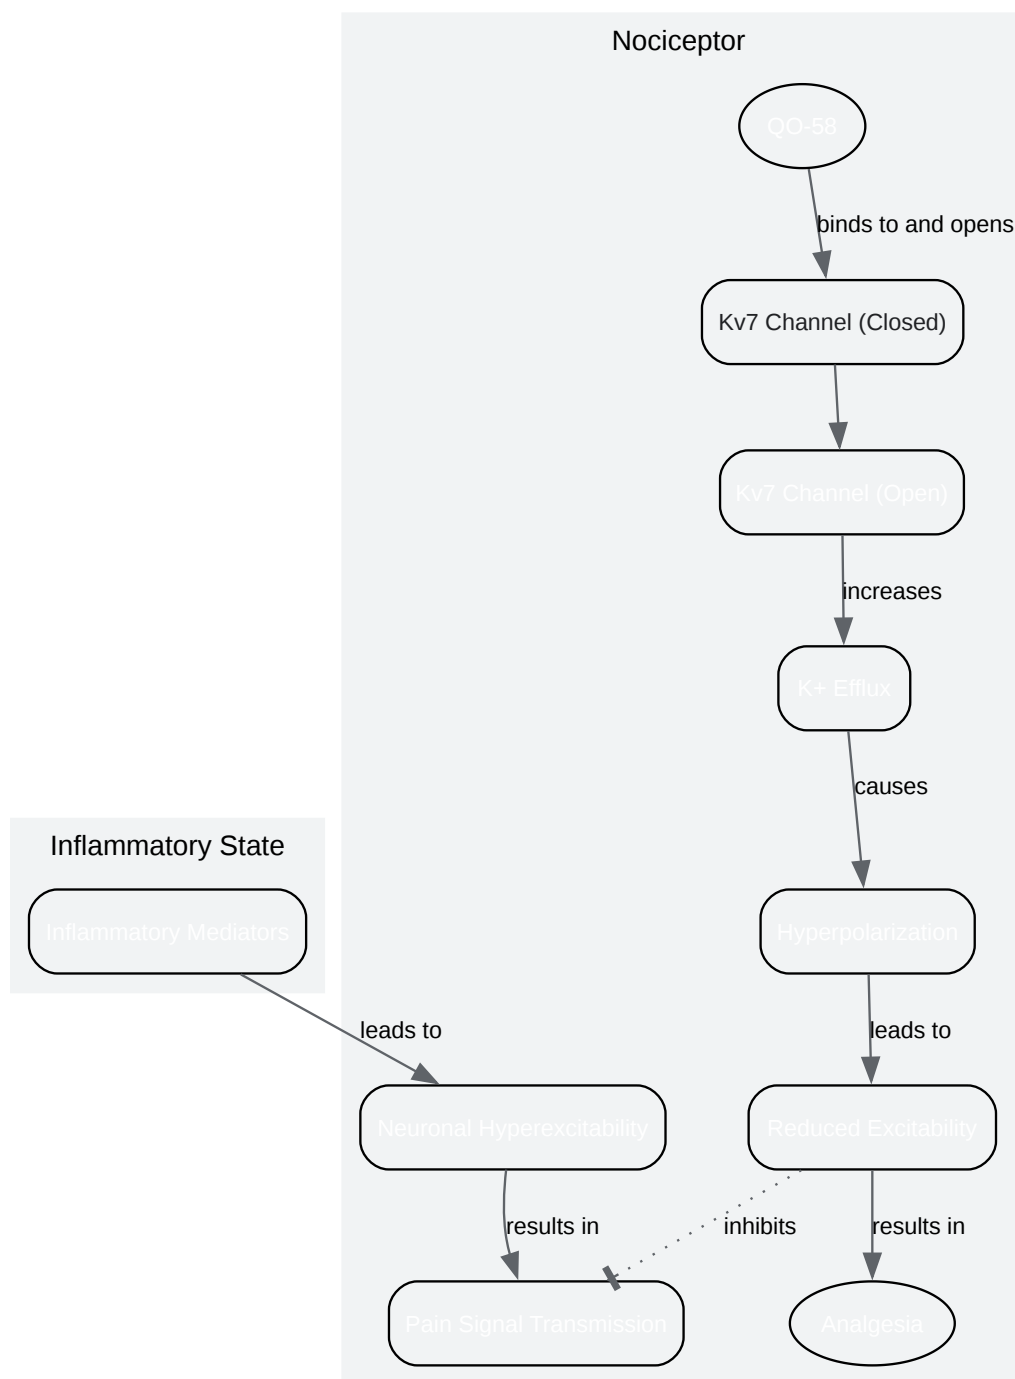 Nociceptor
QO-58
binds to and opens
Kv7 Channel (Closed)
Kv7 Channel (Open)
increases
K+ Efflux
causes
Inflammatory State
Inflammatory Mediators
Hyperpolarization
leads to
leads to
Neuronal Hyperexcitability
Reduced Excitability
results in
inhibits
results in
Pain Signal Transmission
Analgesia